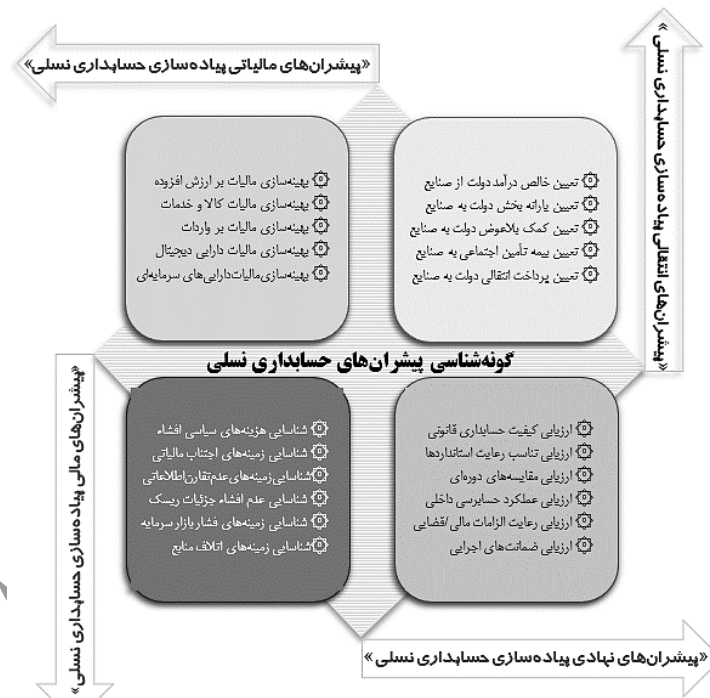 «پیشران‌های مالیاتی پیاده‌سازی حسابداری نسلی»
«پیشران‌های انتقالی پیاده‌سازی حسابداری نسلی»
تعیین خالص درآمد دولت از صنایع
تعیین یارانه بخش دولت به صنایع
تعیین کمک بلاعوض دولت به صنایع
تعیین بیمه تأمین اجتماعی به صنایع
تعیین پرداخت انتقالی دولت به صنایع
بهینه‌سازی مالیات بر ارزش افزوده
بهینه‌سازی مالیات کالا و خدمات
بهینه‌سازی مالیات بر واردات
بهینه‌سازی مالیات دارایی دیجیتال
بهینه‌سازی مالیات دارایی‌های سرمایه‌ای
گونه‌شناسی پیشران‌های حسابداری نسلی
ارزیابی کیفیت حسابداری قانونی
ارزیابی تناسب رعایت استانداردها
ارزیابی مقایسه‌های دوره‌ای
ارزیابی عملکرد حسابرسی داخلی
ارزیابی رعایت الزامات مالی/قضایی
ارزیابی ضمانت‌های اجرایی
شناسایی هزینه‌های سیاسی افشاء
شناسایی زمینه‌های اجتناب مالیاتی
شناسایی زمینه‌های عدم‌تقارن اطلاعاتی
شناسایی عدم افشاء جزئیات ریسک
شناسایی زمینه‌های فشار بازار سرمایه
شناسایی زمینه‌های اتلاف منابع
«پیشران‌های مالی پیاده‌سازی حسابداری نسلی»
«پیشران‌های نهادی پیاده‌سازی حسابداری نسلی»